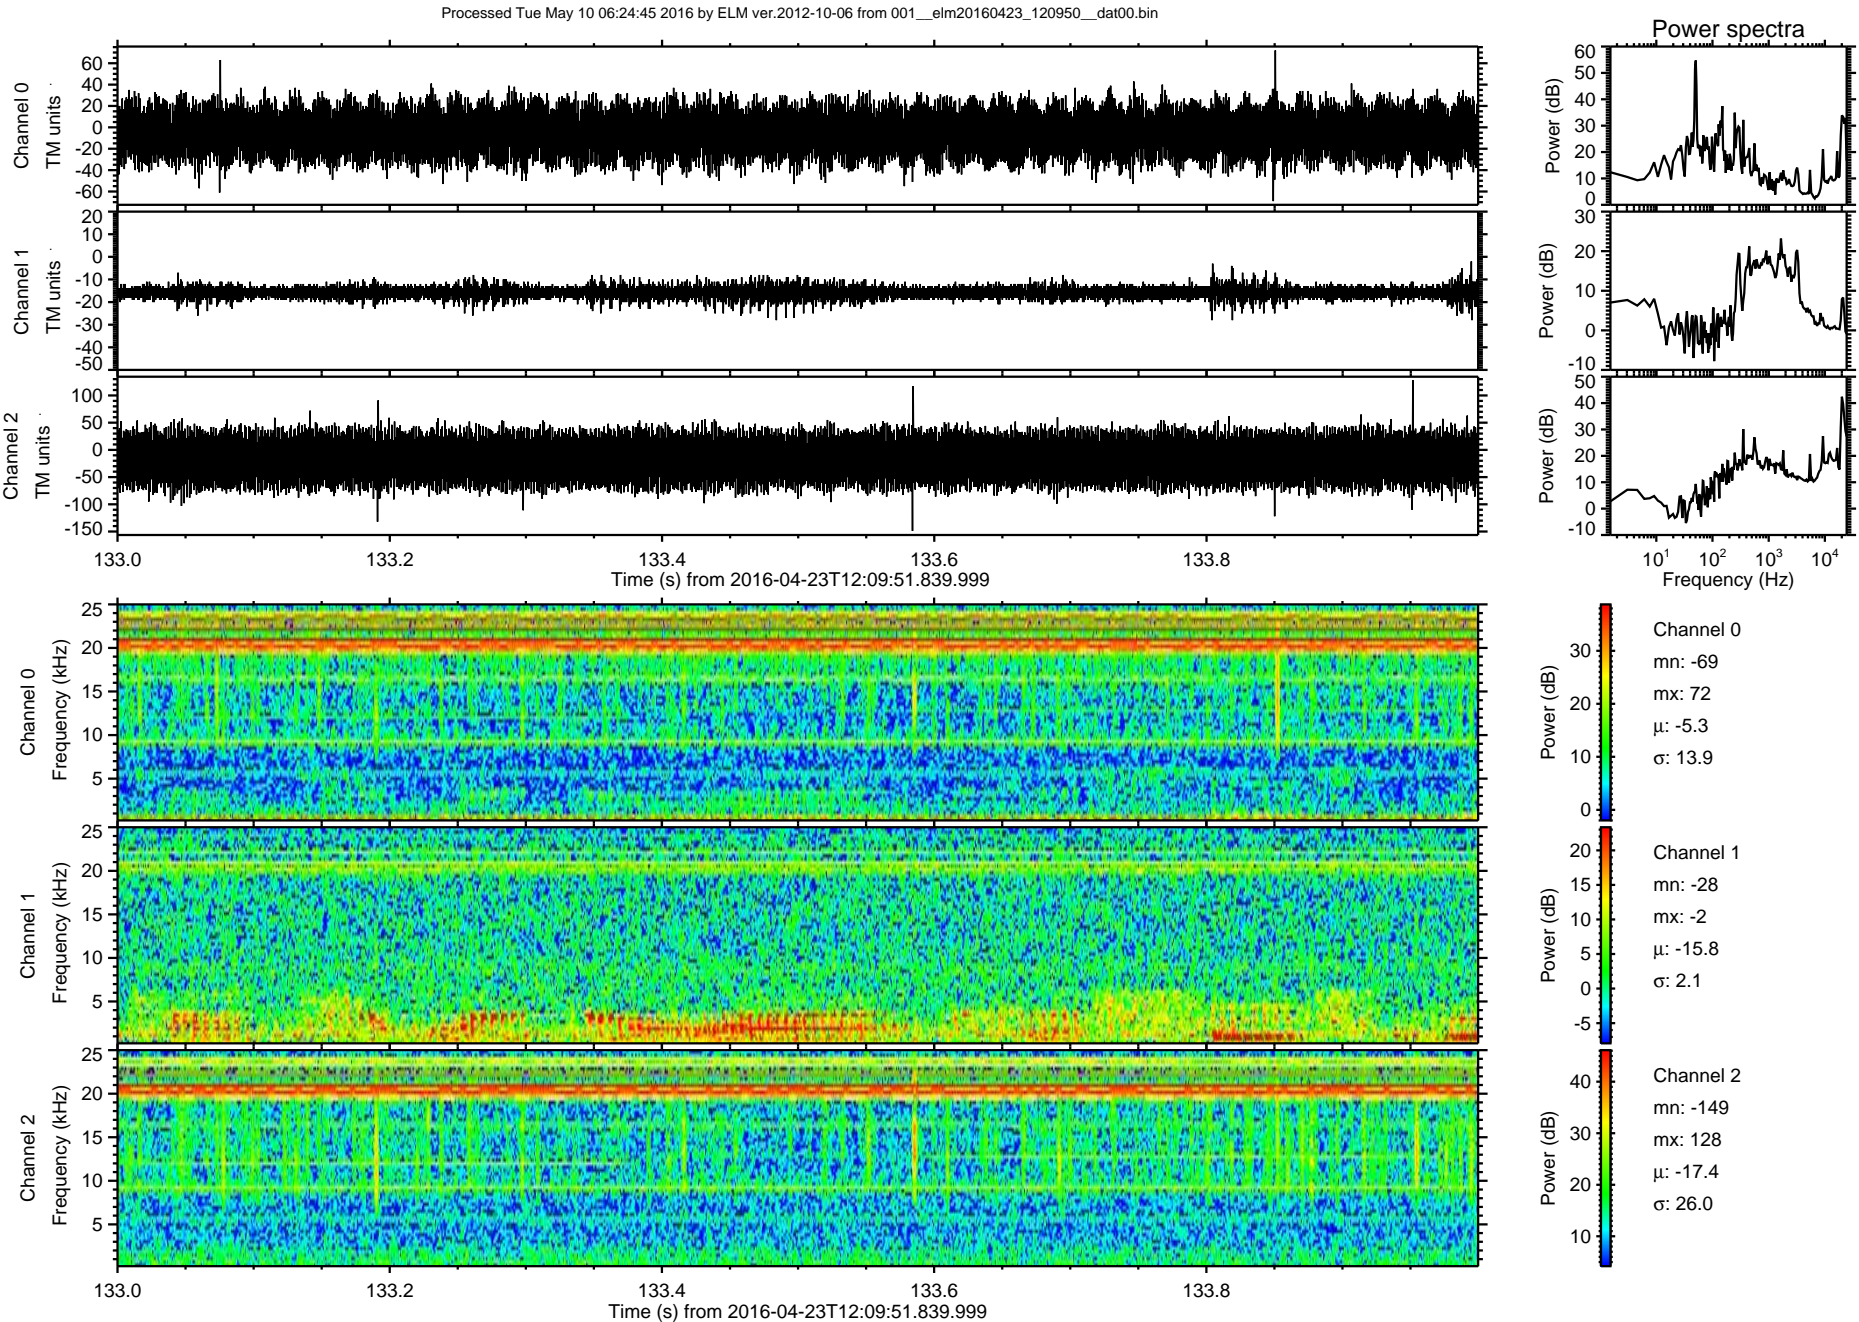 Processed Tue May 10 06:24:45 2016 by ELM ver.2012-10-06 from 001__elm20160423_120950__dat00.bin
Power spectra
Channel 0
TM units
60
40
20
0
-20
-40
-60
Power (dB)
60
50
40
30
20
10
0
Channel 1
TM units
20
10
0
-10
-20
-30
-40
-50
Power (dB)
30
20
10
0
-10
Channel 2
TM units
100
50
0
-50
-100
-150
Power (dB)
50
40
30
20
10
0
-10
133.0 133.2 133.4 133.6 133.8
Time (s) from 2016-04-23T12:09:51.839.999
10^1 10^2 10^3 10^4
Frequency (Hz)
Channel 0
Frequency (kHz)
25
20
15
10
5
Power (dB)
30
20
10
0
Channel 0
mn: -69
mx: 72
μ: -5.3
σ: 13.9
Channel 1
Frequency (kHz)
25
20
15
10
5
Power (dB)
20
15
10
5
0
-5
Channel 1
mn: -28
mx: -2
μ: -15.8
σ: 2.1
Channel 2
Frequency (kHz)
25
20
15
10
5
Power (dB)
40
30
20
10
Channel 2
mn: -149
mx: 128
μ: -17.4
σ: 26.0
133.0 133.2 133.4 133.6 133.8
Time (s) from 2016-04-23T12:09:51.839.999